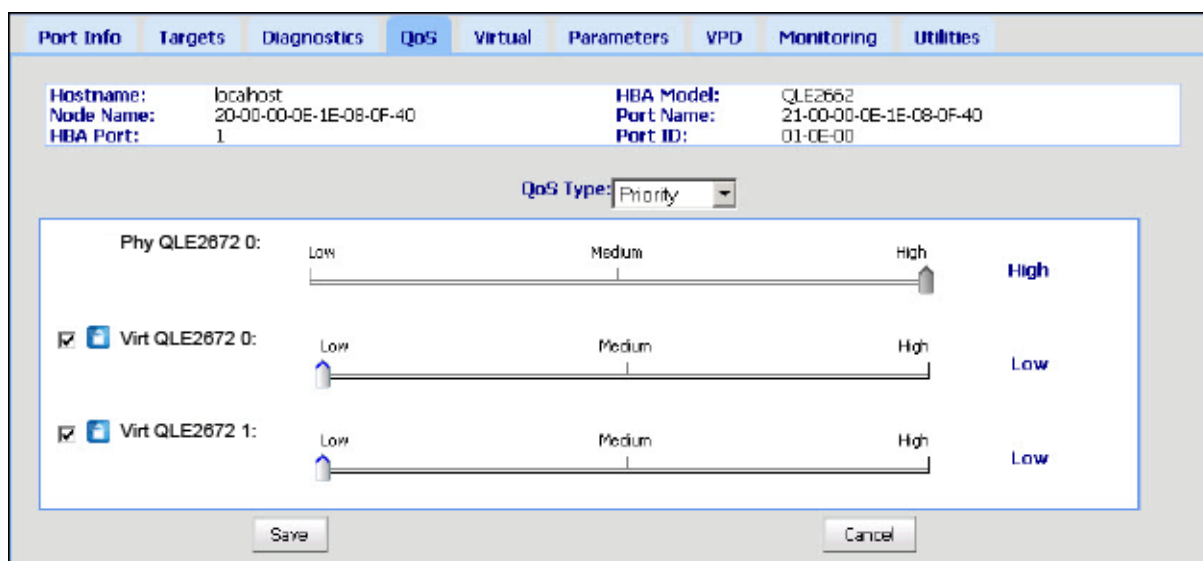 Port Info Targets Diagnostics QoS Virtual Parameters VPD Monitoring Utilities
Hostname: localhost HBA Model: QLE2662
Node Name: 20-00-00-0E-1E-08-0F-40 Port Name: 21-00-00-0E-1E-08-0F-40
HBA Port: 1 Port ID: 01-0E-00
QoS Type: Priority
Phy QLE2672 0: Low Medium High High
Virt QLE2672 0: Low Medium High Low
Virt QLE2672 1: Low Medium High Low
Save Cancel